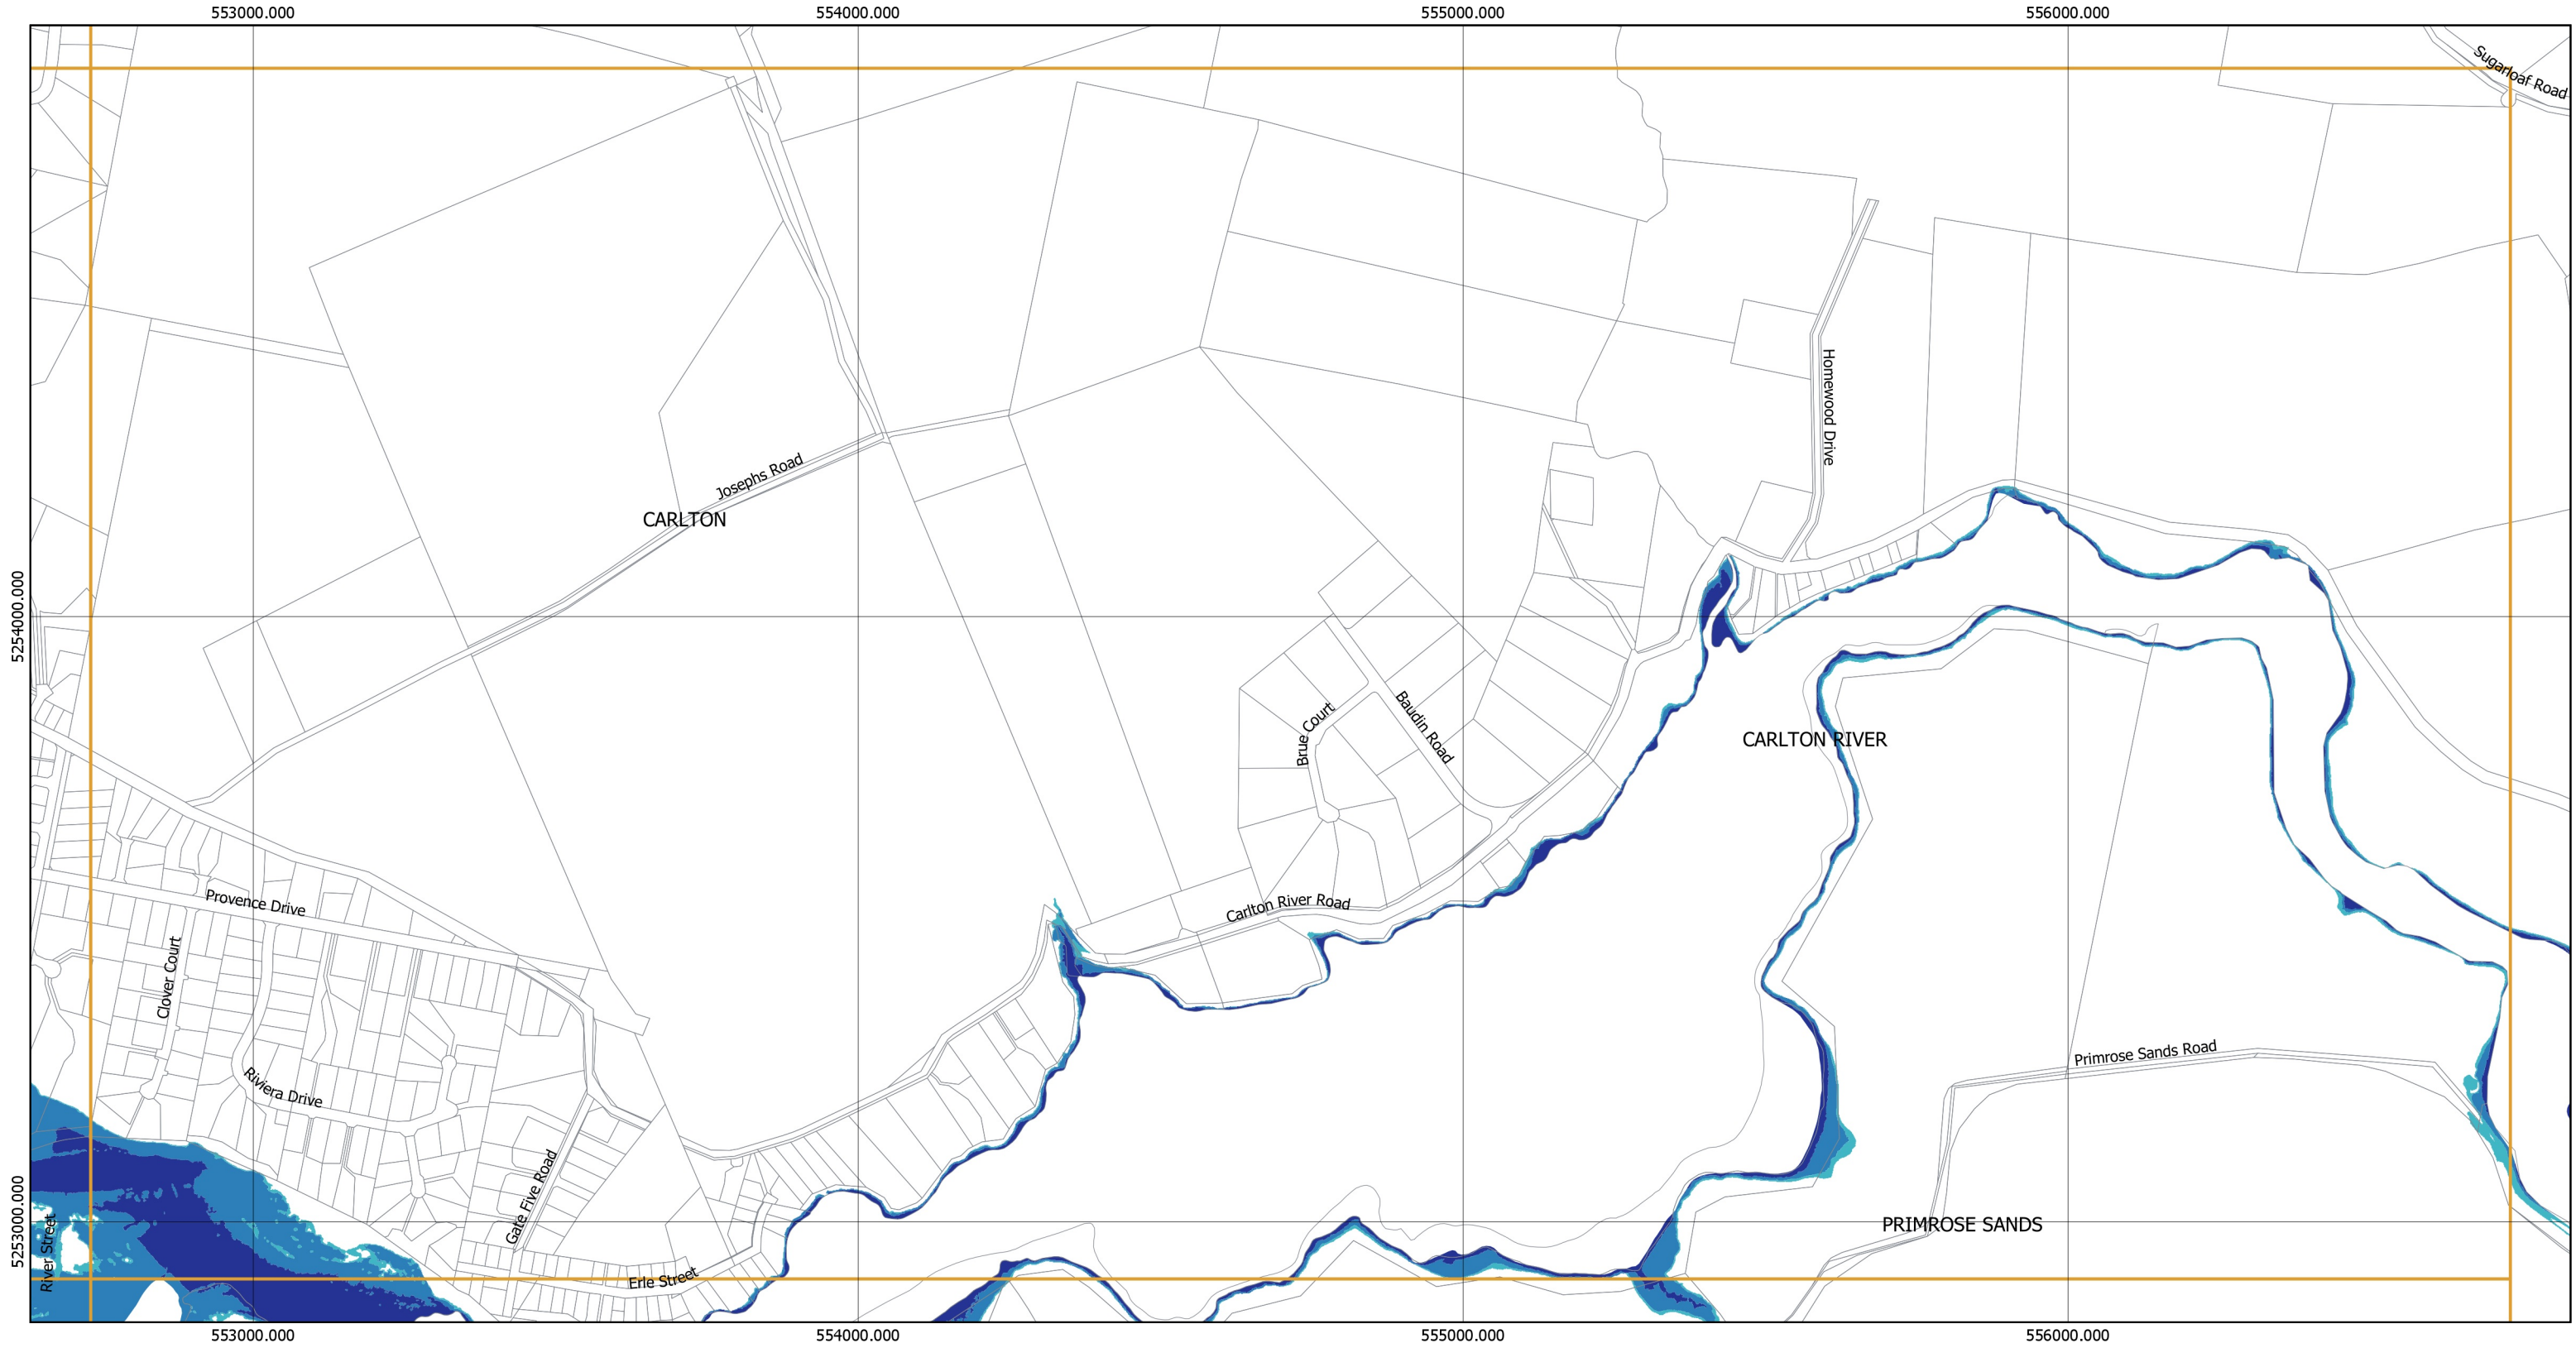 553000.000
554000.000
555000.000
556000.000
Sugarloaf Road
Homewood Drive
Josephs Road
CARLTON
5254000.000
Baudin Road
Brue Court
CARLTON RIVER
Provence Drive
Carlton River Road
Clover Court
Primrose Sands Road
Riviera Drive
Gate Five Road
5253000.000
River Street
PRIMROSE SANDS
Erle Street
553000.000
554000.000
555000.000
556000.000